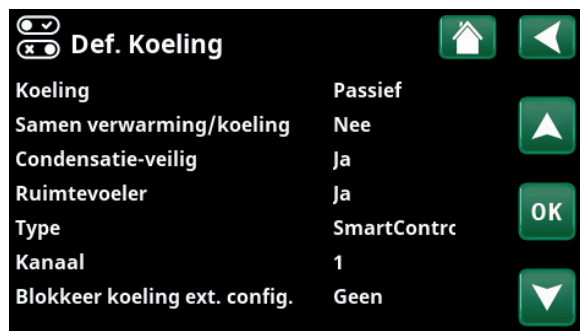 Def. Koeling
Koeling Passief
Samen verwarming/koeling Nee
Condensatie-veilig Ja
Ruimtevoeler Ja
OK
Type SmartContrc
Kanaal 1
Blokkeer koeling ext. config. Geen